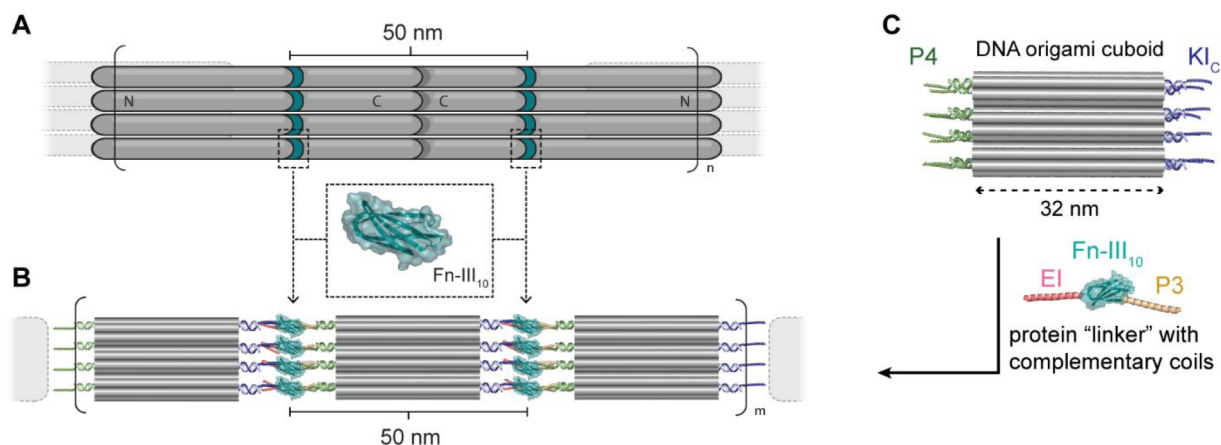 A
50 nm
N
C
C
N
n
Fn-III10
B
50 nm
m
C
DNA origami cuboid
P4
KIC
32 nm
Fn-III10
EI
P3
protein “linker” with
complementary coils